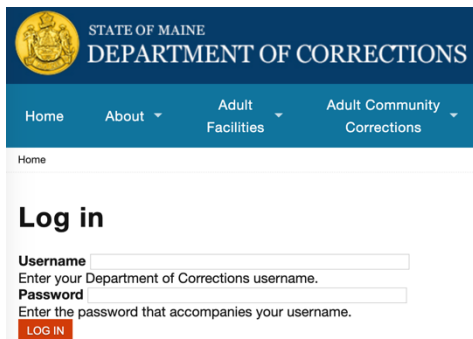 STATE OF MAINE
DEPARTMENT OF CORRECTIONS
Home
About
Adult
Facilities
Adult Community
Corrections
Home
Log in
Username
Enter your Department of Corrections username.
Password
Enter the password that accompanies your username.
LOG IN